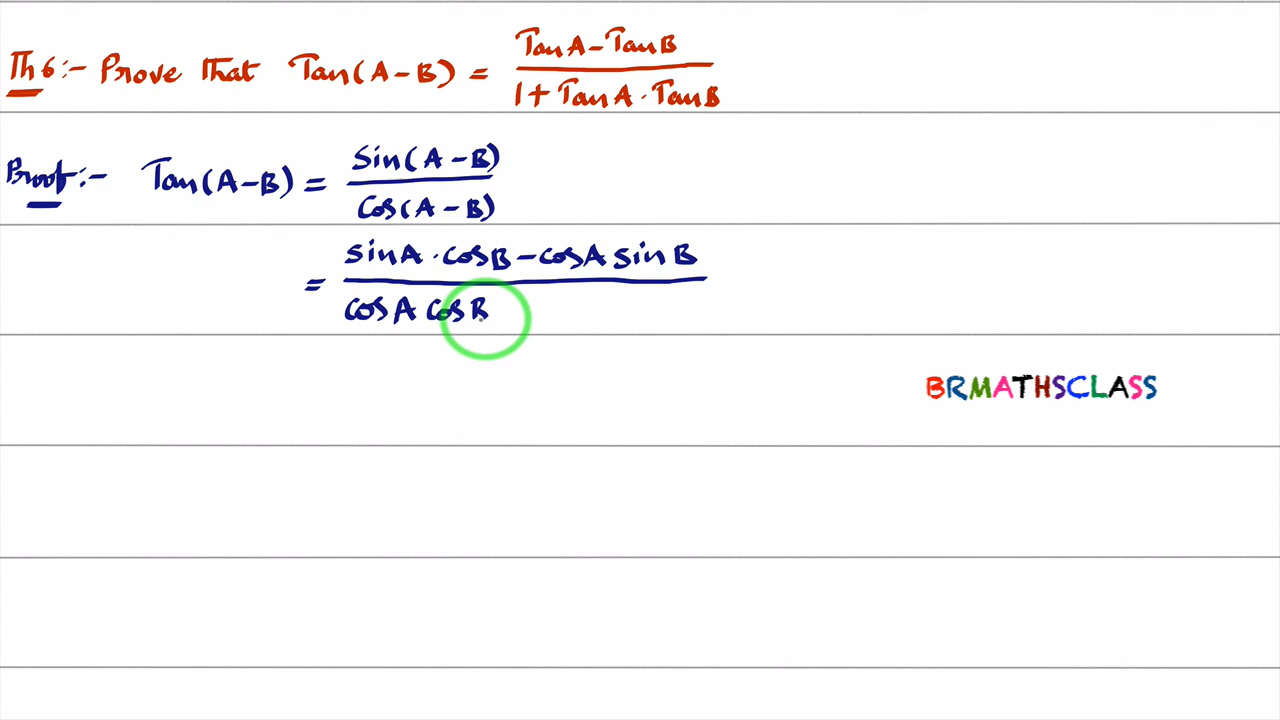 Th 6:- Prove that Tan(A-B) = TanA-TanB / 1+TanA·TanB
Proof:- Tan(A-B) = Sin(A-B) / Cos(A-B)
= sinA·cosB-cosA sinB / cosA cosB
BRMATHSCLASS